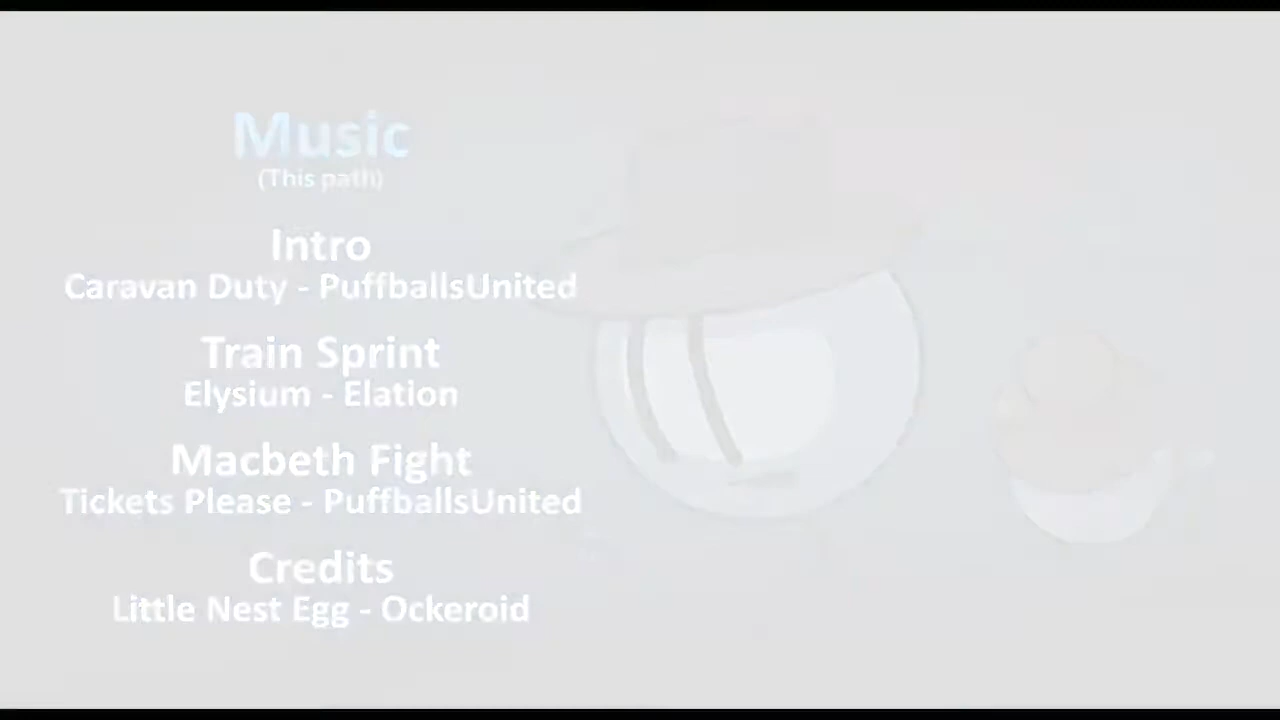 Music
(This path)
Intro
Caravan Duty - PuffballsUnited
Train Sprint
Elysium - Elation
Macbeth Fight
Tickets Please - PuffballsUnited
Credits
Little Nest Egg - Ockeroid